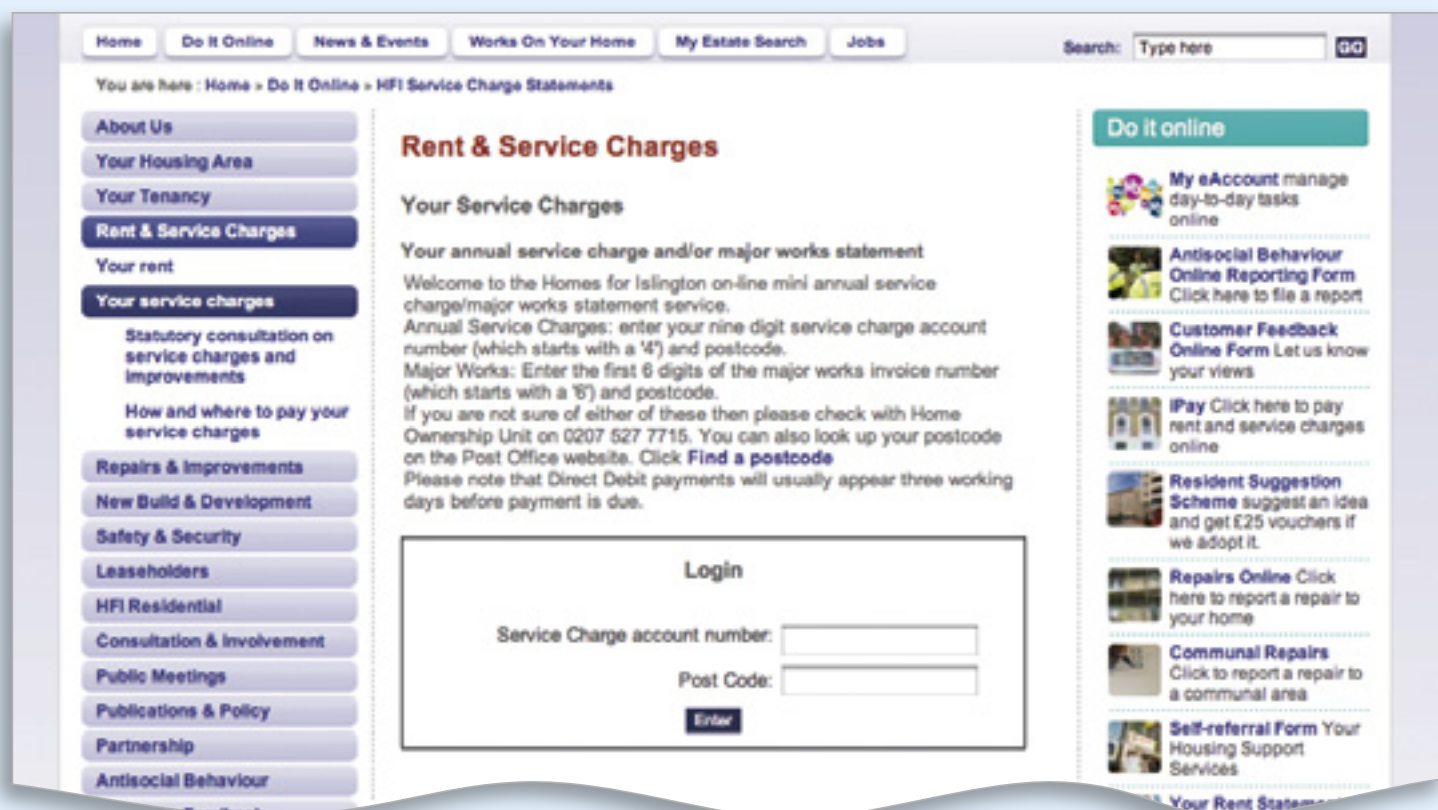 Home Do It Online News & Events Works On Your Home My Estate Search Jobs
Search: Type here GO
You are here : Home » Do It Online » HFI Service Charge Statements
About Us
Your Housing Area
Your Tenancy
Rent & Service Charges
Your rent
Your service charges
Statutory consultation on
service charges and
improvements
How and where to pay your
service charges
Repairs & Improvements
New Build & Development
Safety & Security
Leaseholders
HFI Residential
Consultation & Involvement
Public Meetings
Publications & Policy
Partnership
Antisocial Behaviour
Rent & Service Charges
Your Service Charges
Your annual service charge and/or major works statement
Welcome to the Homes for Islington on-line mini annual service
charge/major works statement service.
Annual Service Charges: enter your nine digit service charge account
number (which starts with a '4') and postcode.
Major Works: Enter the first 6 digits of the major works invoice number
(which starts with a '6') and postcode.
If you are not sure of either of these then please check with Home
Ownership Unit on 0207 527 7715. You can also look up your postcode
on the Post Office website. Click Find a postcode
Please note that Direct Debit payments will usually appear three working
days before payment is due.
Login
Service Charge account number:
Post Code:
Enter
Do it online
My eAccount manage
day-to-day tasks
online
Antisocial Behaviour
Online Reporting Form
Click here to file a report
Customer Feedback
Online Form Let us know
your views
iPay Click here to pay
rent and service charges
online
Resident Suggestion
Scheme suggest an idea
and get £25 vouchers if
we adopt it.
Repairs Online Click
here to report a repair to
your home
Communal Repairs
Click to report a repair to
a communal area
Self-referral Form Your
Housing Support
Services
Your Rent